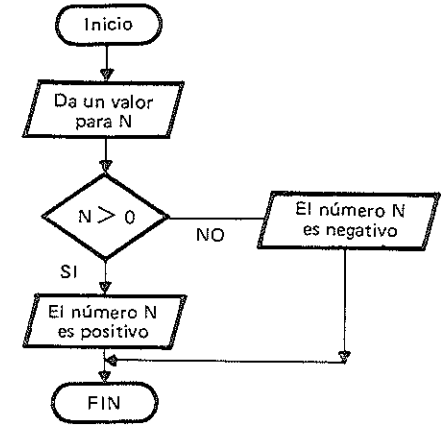 Inicio
Da un valor
para N
N > 0
NO
El número N
es negativo
SI
El número N
es positivo
FIN